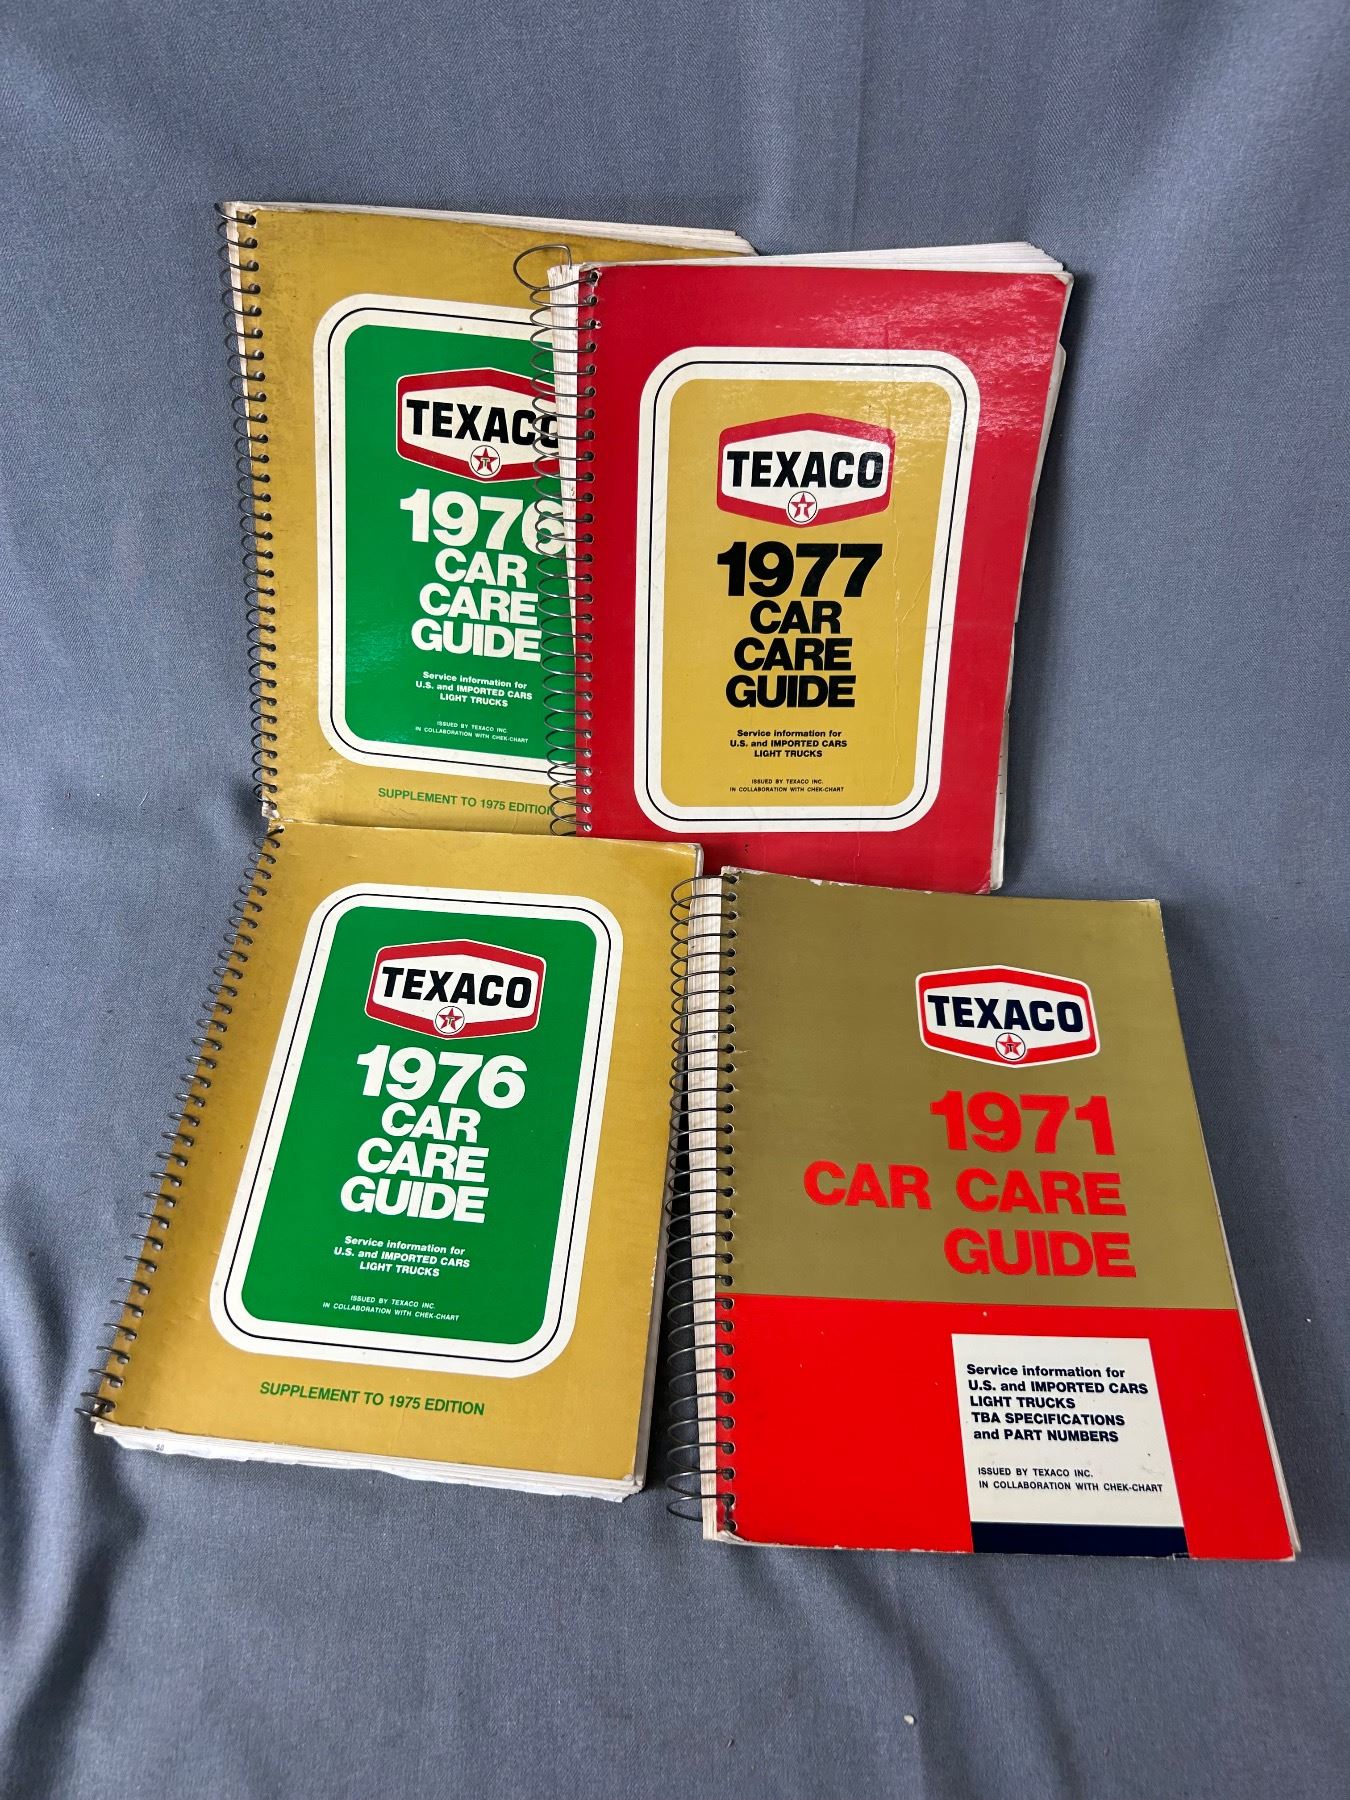 TEXACO
T
1976
CAR
CARE
GUIDE
Service information for
U.S. and IMPORTED CARS
LIGHT TRUCKS
ISSUED BY TEXACO INC.
IN COLLABORATION WITH CHEK-CHART
SUPPLEMENT TO 1975 EDITION
TEXACO
T
1977
CAR
CARE
GUIDE
Service information for
U.S. and IMPORTED CARS
LIGHT TRUCKS
ISSUED BY TEXACO INC.
IN COLLABORATION WITH CHEK-CHART
TEXACO
T
1976
CAR
CARE
GUIDE
Service information for
U.S. and IMPORTED CARS
LIGHT TRUCKS
ISSUED BY TEXACO INC.
IN COLLABORATION WITH CHEK-CHART
SUPPLEMENT TO 1975 EDITION
50
TEXACO
T
1971
CAR CARE
GUIDE
Service information for
U.S. and IMPORTED CARS
LIGHT TRUCKS
TBA SPECIFICATIONS
and PART NUMBERS
ISSUED BY TEXACO INC.
IN COLLABORATION WITH CHEK-CHART